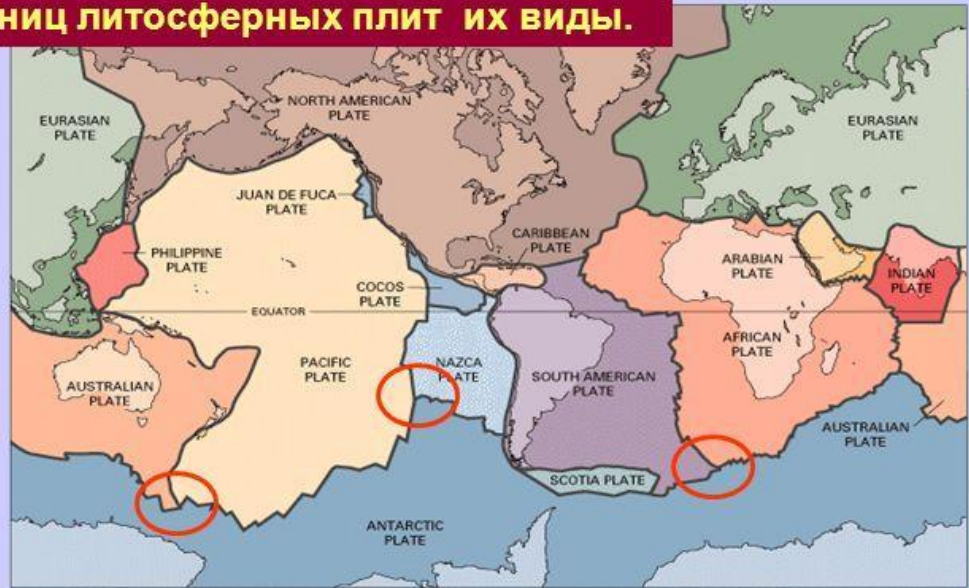 ниц литосферных плит их виды.
NORTH AMERICAN
PLATE
EURASIAN
PLATE
EURASIAN
PLATE
JUAN DE FUCA
PLATE
CARIBBEAN
PLATE
PHILIPPINE
PLATE
ARABIAN
PLATE
INDIAN
PLATE
COCOS
PLATE
EQUATOR
AFRICAN
PLATE
PACIFIC
PLATE
NAZCA
PLATE
SOUTH AMERICAN
PLATE
AUSTRALIAN
PLATE
AUSTRALIAN
PLATE
SCOTIA PLATE
ANTARCTIC
PLATE